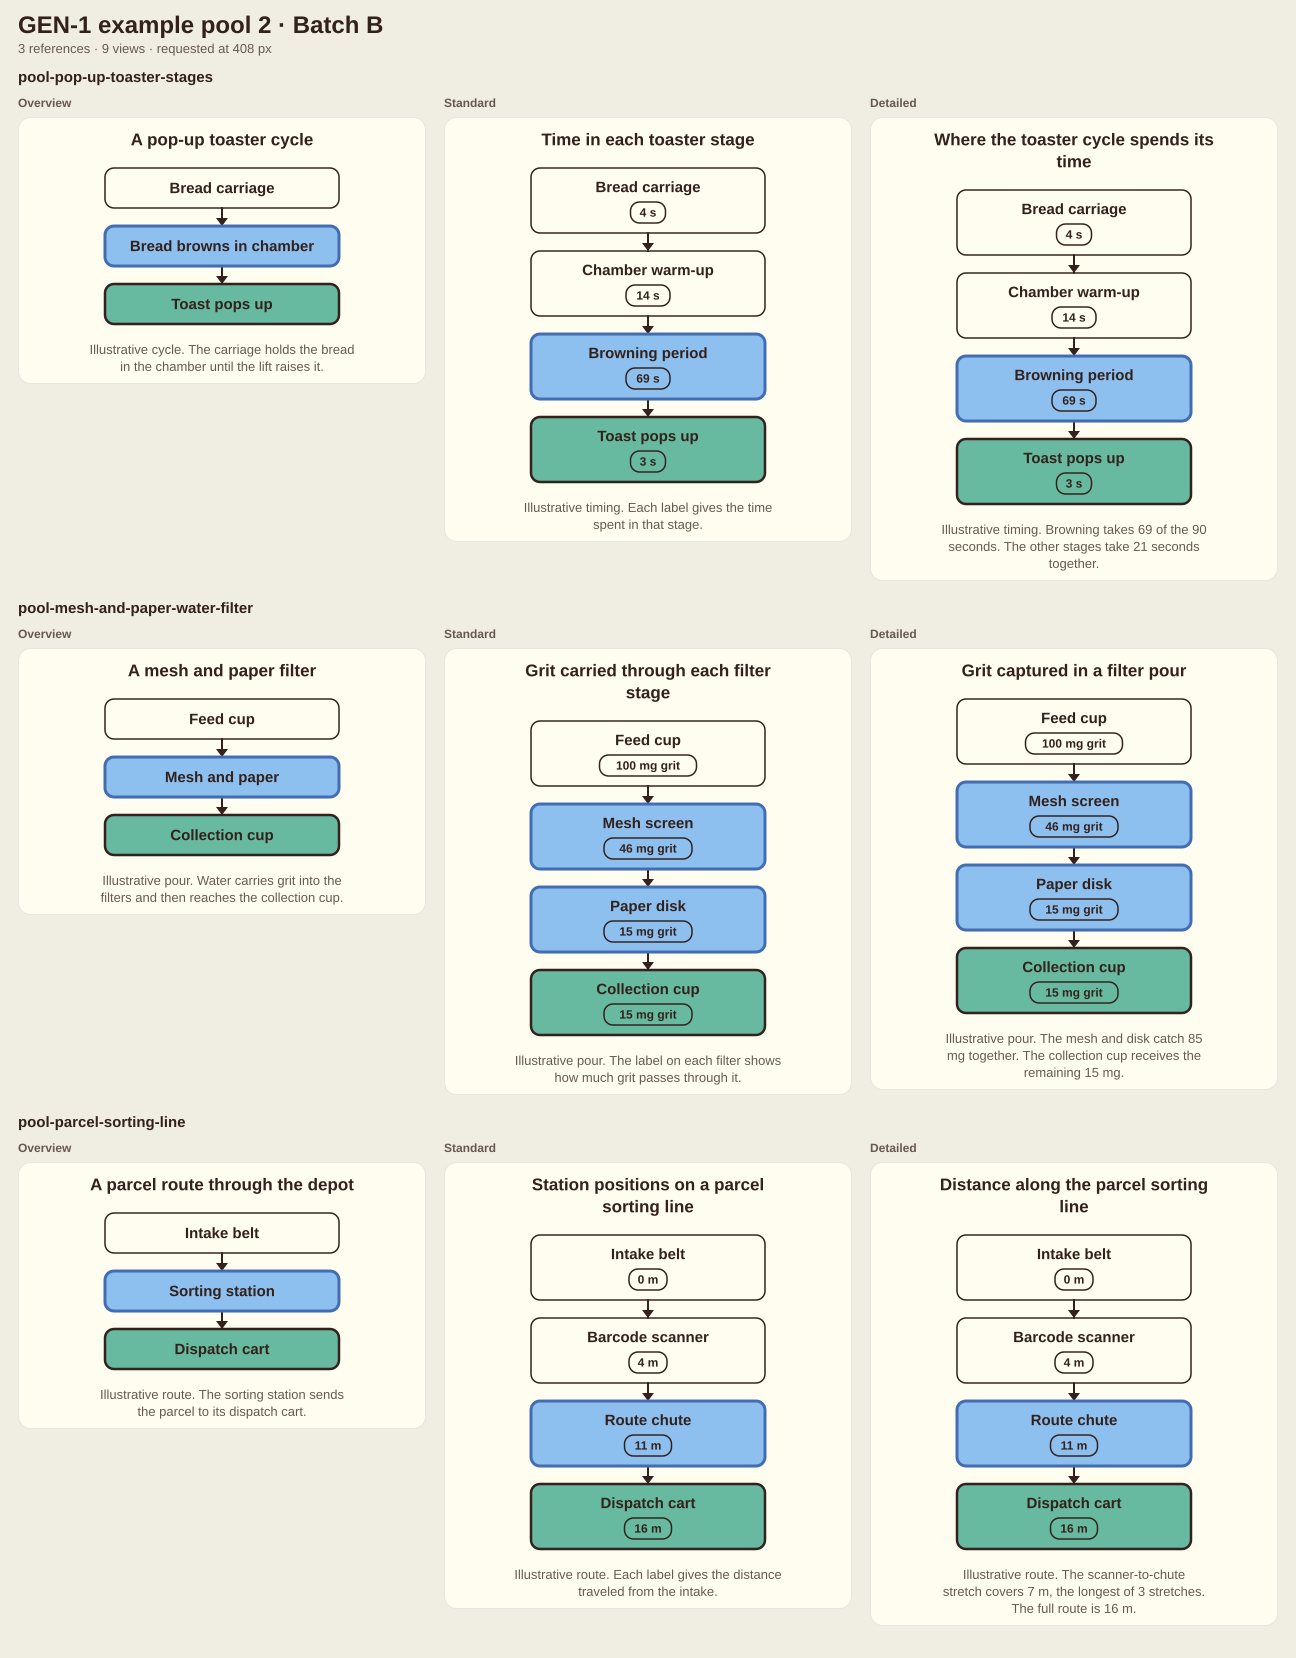 GEN-1 example pool 2 · Batch B
3 references · 9 views · requested at 408 px
pool-pop-up-toaster-stages
Overview
A pop-up toaster cycle
Bread carriage
Bread browns in chamber
Toast pops up
Illustrative cycle. The carriage holds the bread
in the chamber until the lift raises it.
Standard
Time in each toaster stage
Bread carriage
4 s
Chamber warm-up
14 s
Browning period
69 s
Toast pops up
3 s
Illustrative timing. Each label gives the time
spent in that stage.
Detailed
Where the toaster cycle spends its
time
Bread carriage
4 s
Chamber warm-up
14 s
Browning period
69 s
Toast pops up
3 s
Illustrative timing. Browning takes 69 of the 90
seconds. The other stages take 21 seconds
together.
pool-mesh-and-paper-water-filter
Overview
A mesh and paper filter
Feed cup
Mesh and paper
Collection cup
Illustrative pour. Water carries grit into the
filters and then reaches the collection cup.
Standard
Grit carried through each filter
stage
Feed cup
100 mg grit
Mesh screen
46 mg grit
Paper disk
15 mg grit
Collection cup
15 mg grit
Illustrative pour. The label on each filter shows
how much grit passes through it.
Detailed
Grit captured in a filter pour
Feed cup
100 mg grit
Mesh screen
46 mg grit
Paper disk
15 mg grit
Collection cup
15 mg grit
Illustrative pour. The mesh and disk catch 85
mg together. The collection cup receives the
remaining 15 mg.
pool-parcel-sorting-line
Overview
A parcel route through the depot
Intake belt
Sorting station
Dispatch cart
Illustrative route. The sorting station sends
the parcel to its dispatch cart.
Standard
Station positions on a parcel
sorting line
Intake belt
0 m
Barcode scanner
4 m
Route chute
11 m
Dispatch cart
16 m
Illustrative route. Each label gives the distance
traveled from the intake.
Detailed
Distance along the parcel sorting
line
Intake belt
0 m
Barcode scanner
4 m
Route chute
11 m
Dispatch cart
16 m
Illustrative route. The scanner-to-chute
stretch covers 7 m, the longest of 3 stretches.
The full route is 16 m.